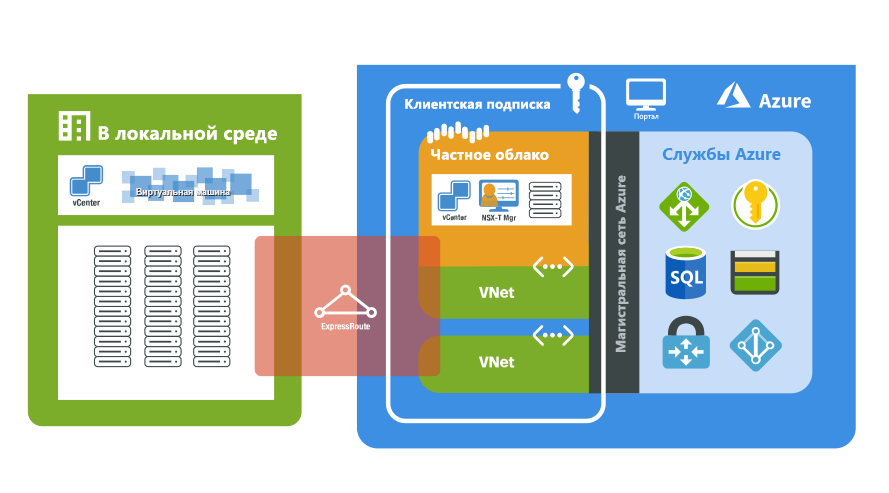 В локальной среде
vCenter
Виртуальная машина
ExpressRoute
Клиентская подписка
Портал
Azure
Частное облако
vCenter
NSX-T Mgr
VNet
VNet
Магистральная сеть Azure
Службы Azure
SQL